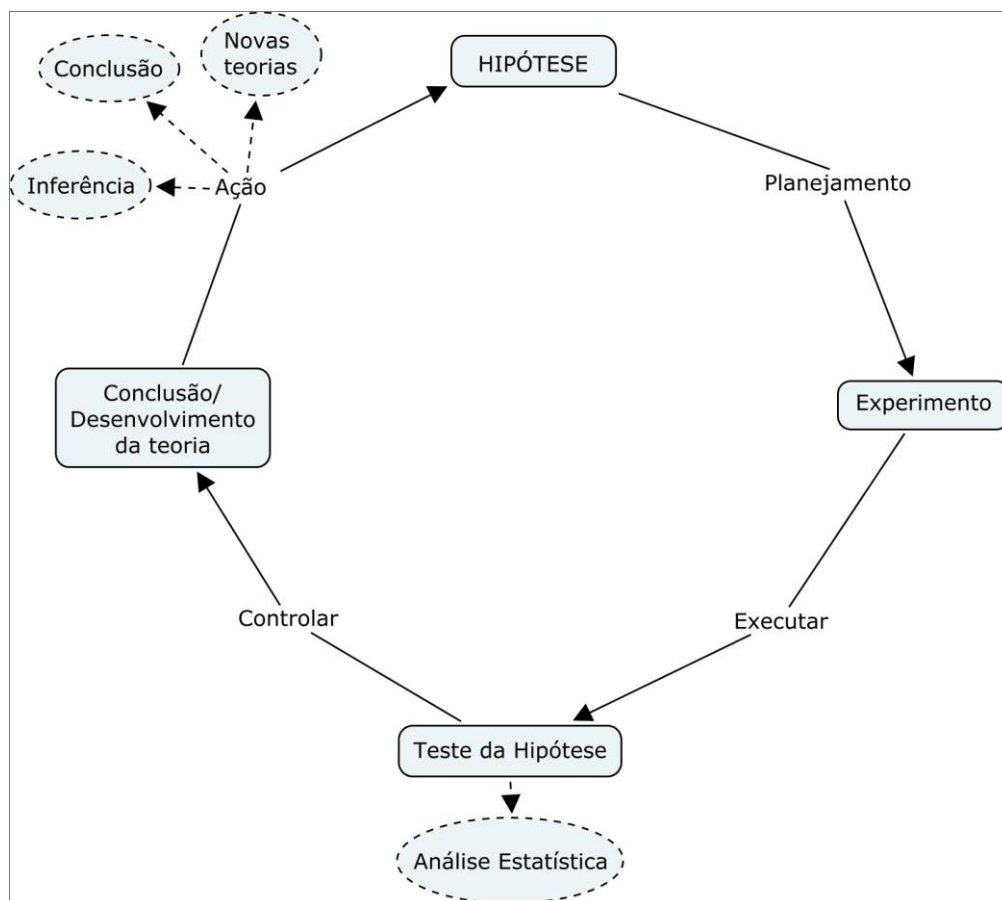 Novas
teorias
Conclusão
HIPÓTESE
Inferência
Ação
Planejamento
Conclusão/
Desenvolvimento
da teoria
Experimento
Controlar
Executar
Teste da Hipótese
Análise Estatística